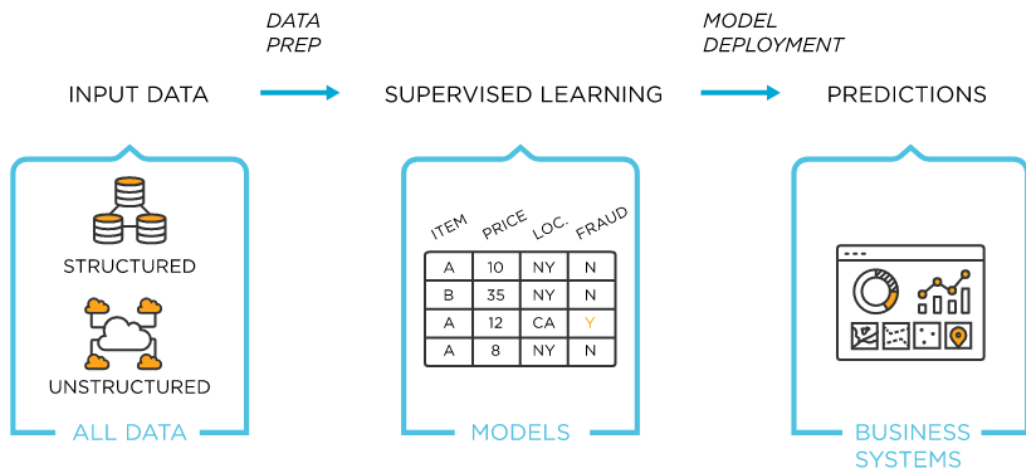 DATA
PREP
MODEL
DEPLOYMENT
INPUT DATA
SUPERVISED LEARNING
PREDICTIONS
STRUCTURED
UNSTRUCTURED
ALL DATA
ITEM PRICE LOC. FRAUD
A 10 NY N
B 35 NY N
A 12 CA Y
A 8 NY N
MODELS
BUSINESS
SYSTEMS